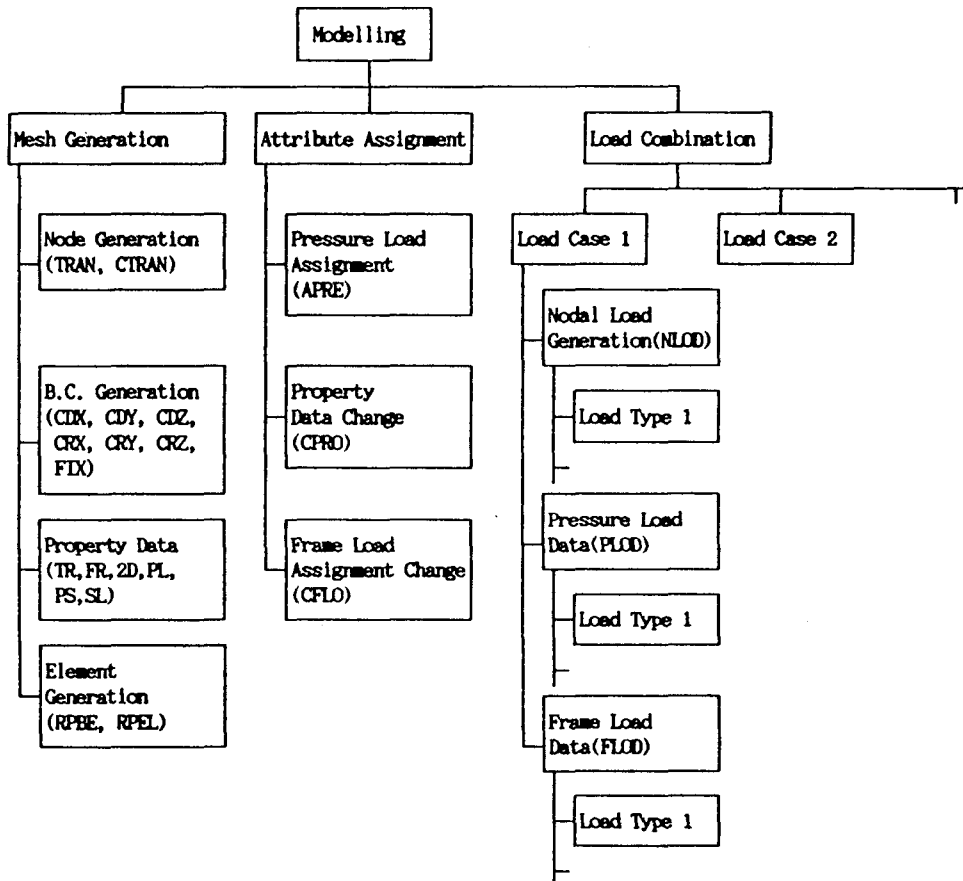 Modelling
Mesh Generation
Attribute Assignment
Load Combination
Node Generation
(TRAN, CTRAN)
B.C. Generation
(CDX, CDY, CDZ,
CRX, CRY, CRZ,
FIX)
Property Data
(TR,FR,2D,PL,
PS,SL)
Element
Generation
(RPBE, RPEL)
Pressure Load
Assignment
(APRE)
Property
Data Change
(CPRO)
Frame Load
Assignment Change
(CFLO)
Load Case 1
Load Case 2
Nodal Load
Generation(NLOD)
Load Type 1
Pressure Load
Data(PLOD)
Load Type 1
Frame Load
Data(FLOD)
Load Type 1